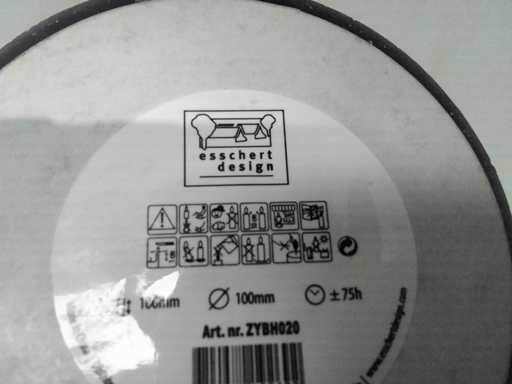 esschert
design
100mm 100mm ± 75h
Art. nr. ZYBH020
www.esschertdesign.com